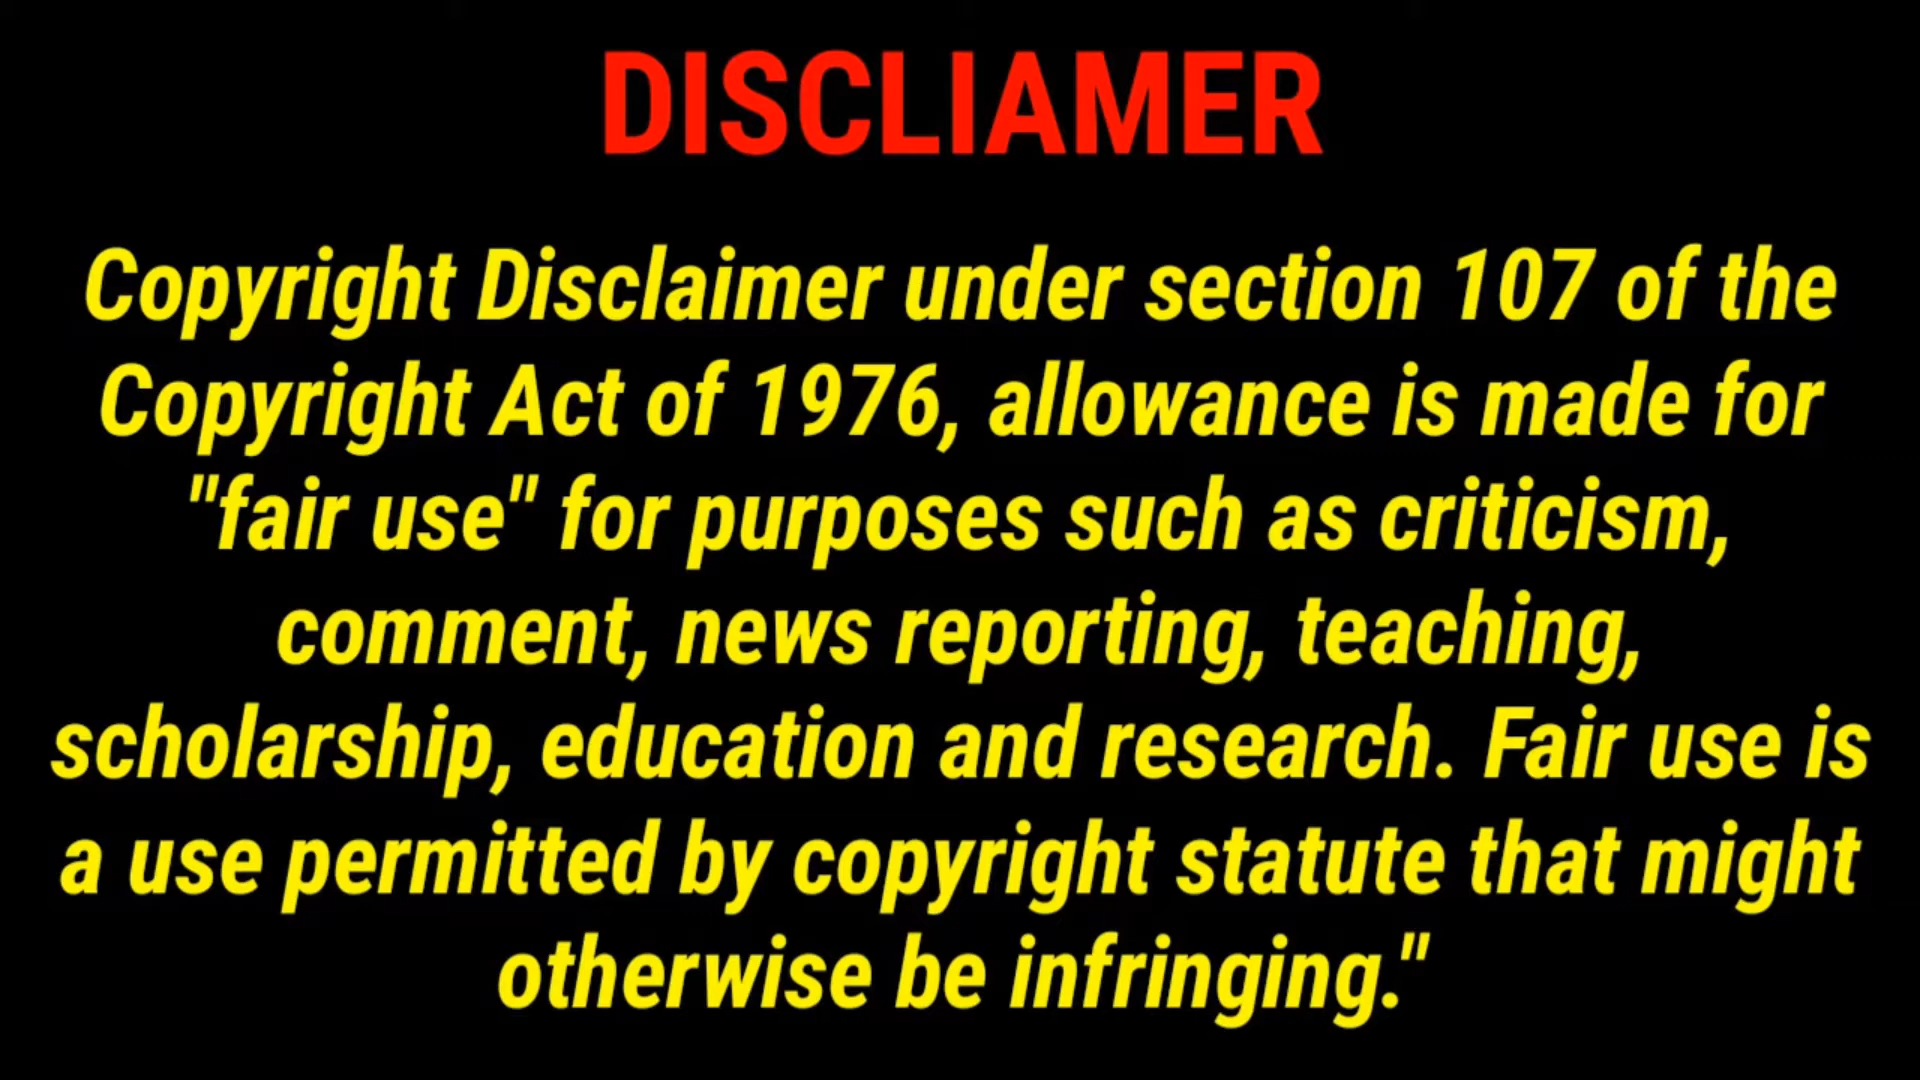 DISCLIAMER
Copyright Disclaimer under section 107 of the
Copyright Act of 1976, allowance is made for
"fair use" for purposes such as criticism,
comment, news reporting, teaching,
scholarship, education and research. Fair use is
a use permitted by copyright statute that might
otherwise be infringing."